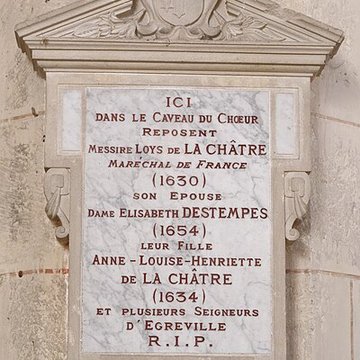 ICI
DANS LE CAVEAU DU CHŒUR
REPOSENT
MESSIRE LOYS DE LA CHÂTRE
MARÉCHAL DE FRANCE
(1630)
SON EPOUSE
DAME ELISABETH DESTEMPES
(1654)
LEUR FILLE
ANNE-LOUISE-HENRIETTE
DE LA CHÂTRE
(1634)
ET PLUSIEURS SEIGNEURS
D'EGREVILLE
R.I.P.